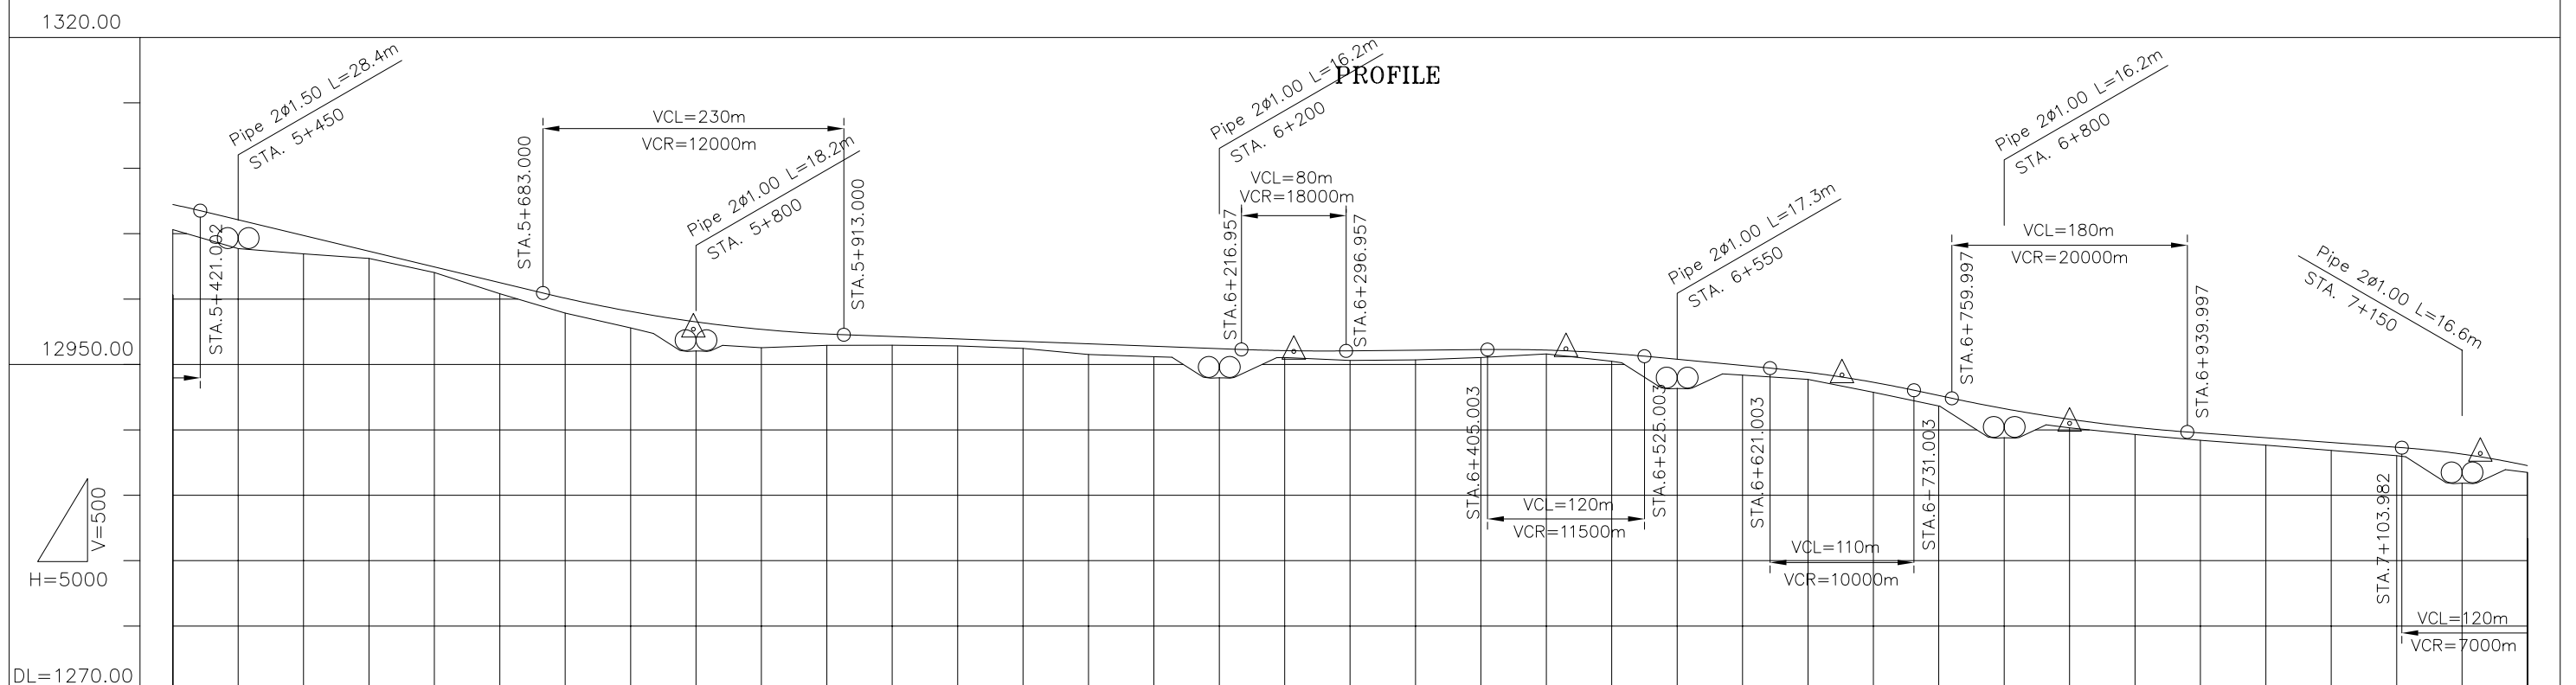 1320.00
PROFILE
Pipe 2ø1.50 L=28.4m
STA. 5+450
VCL=230m
VCR=12000m
STA.5+683.000
STA.5+913.000
Pipe 2ø1.00 L=18.2m
STA. 5+800
Pipe 2ø1.00 L=16.2m
STA. 6+200
VCL=80m
VCR=18000m
STA.6+216.957
STA.6+296.957
Pipe 2ø1.00 L=17.3m
STA. 6+550
Pipe 2ø1.00 L=16.2m
STA. 6+800
VCL=180m
VCR=20000m
STA.6+759.997
STA.6+939.997
Pipe 2ø1.00 L=16.6m
STA. 7+150
STA.5+421.002
12950.00
STA.6+405.003
STA.6+525.003
VCL=120m
VCR=11500m
STA.6+621.003
STA.6+731.003
VCL=110m
VCR=10000m
STA.7+103.982
VCL=120m
VCR=7000m
V=500
H=5000
DL=1270.00